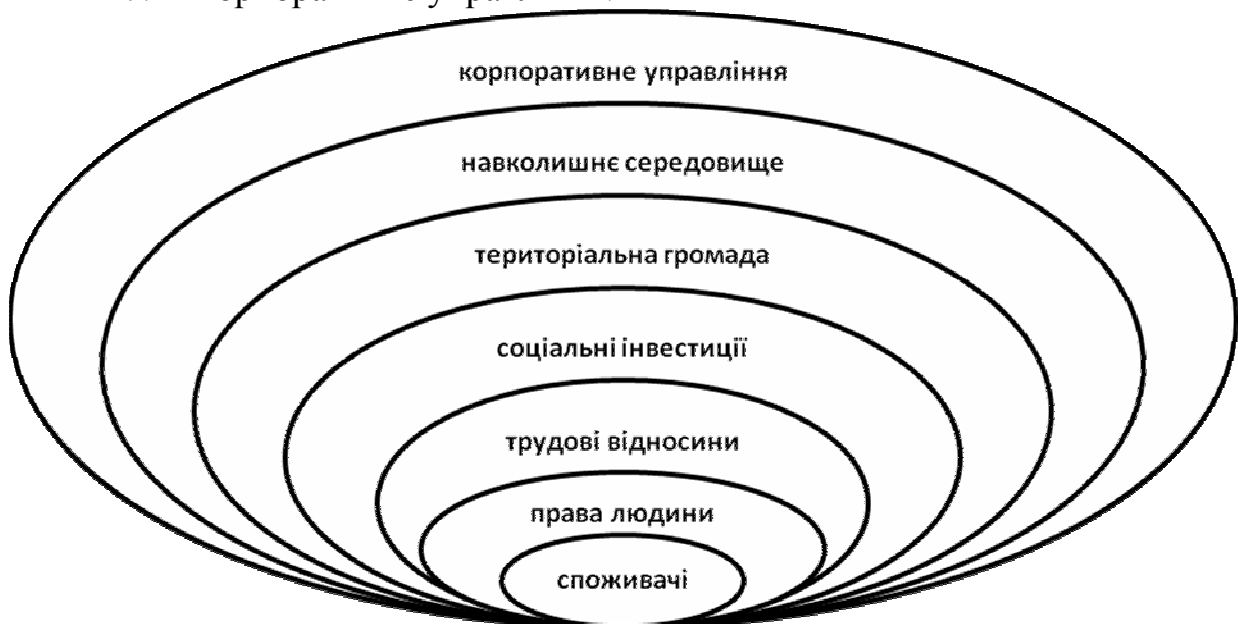 корпоративне управління
навколишнє середовище
територіальна громада
соціальні інвестиції
трудові відносини
права людини
споживачі